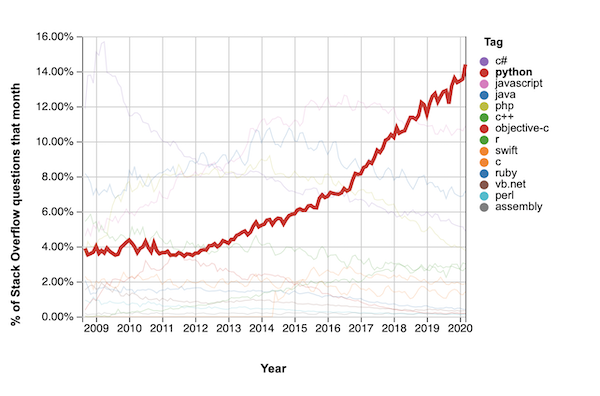 16.00%
14.00%
12.00%
10.00%
8.00%
6.00%
4.00%
2.00%
0.00%
% of Stack Overflow questions that month
2009 2010 2011 2012 2013 2014 2015 2016 2017 2018 2019 2020
Year
Tag
c#
python
javascript
java
php
c++
objective-c
r
swift
c
ruby
vb.net
perl
assembly